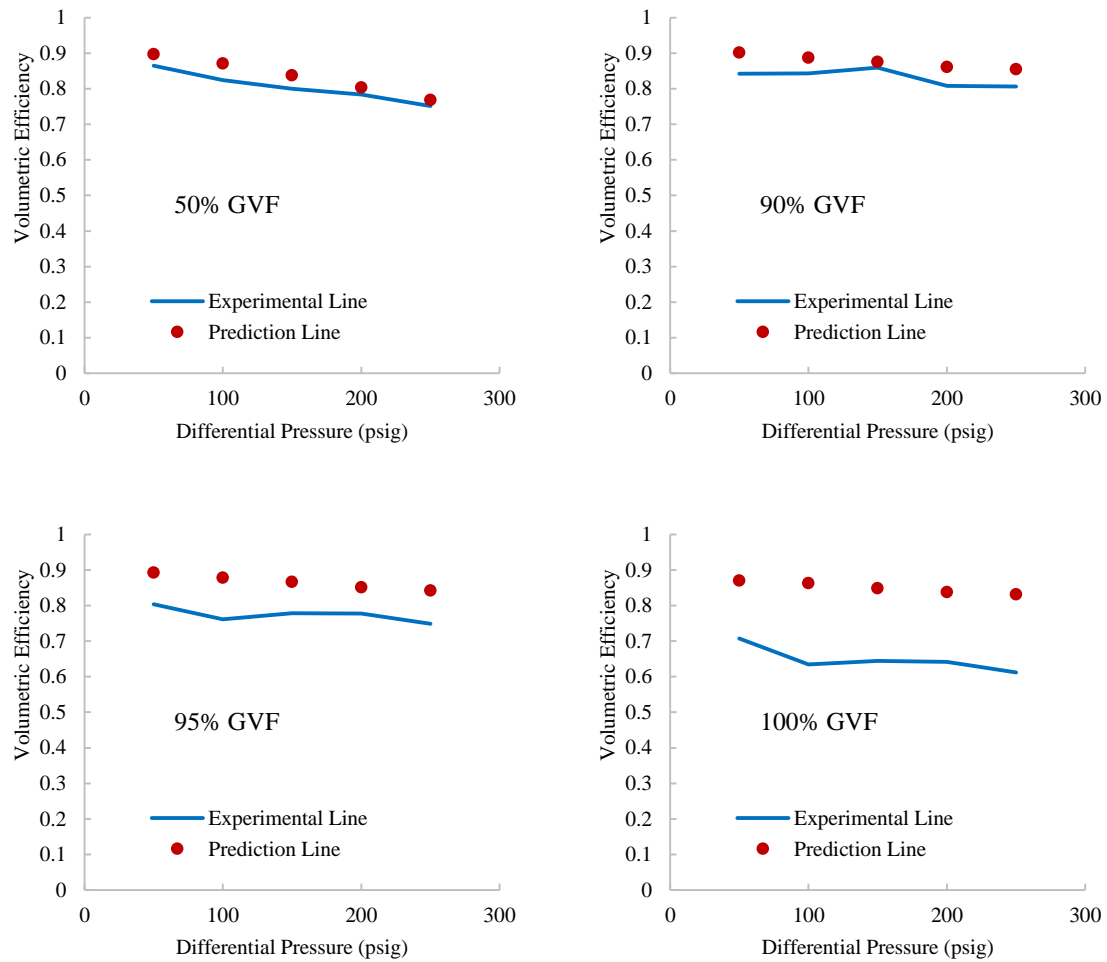 1
0.9
0.8
0.7
0.6
0.5
0.4
0.3
0.2
0.1
0
Volumetric Efficiency
50% GVF
Experimental Line
Prediction Line
0 100 200 300
Differential Pressure (psig)
1
0.9
0.8
0.7
0.6
0.5
0.4
0.3
0.2
0.1
0
Volumetric Efficiency
90% GVF
Experimental Line
Prediction Line
0 100 200 300
Differential Pressure (psig)
1
0.9
0.8
0.7
0.6
0.5
0.4
0.3
0.2
0.1
0
Volumetric Efficiency
95% GVF
Experimental Line
Prediction Line
0 100 200 300
Differential Pressure (psig)
1
0.9
0.8
0.7
0.6
0.5
0.4
0.3
0.2
0.1
0
Volumetric Efficiency
100% GVF
Experimental Line
Prediction Line
0 100 200 300
Differential Pressure (psig)